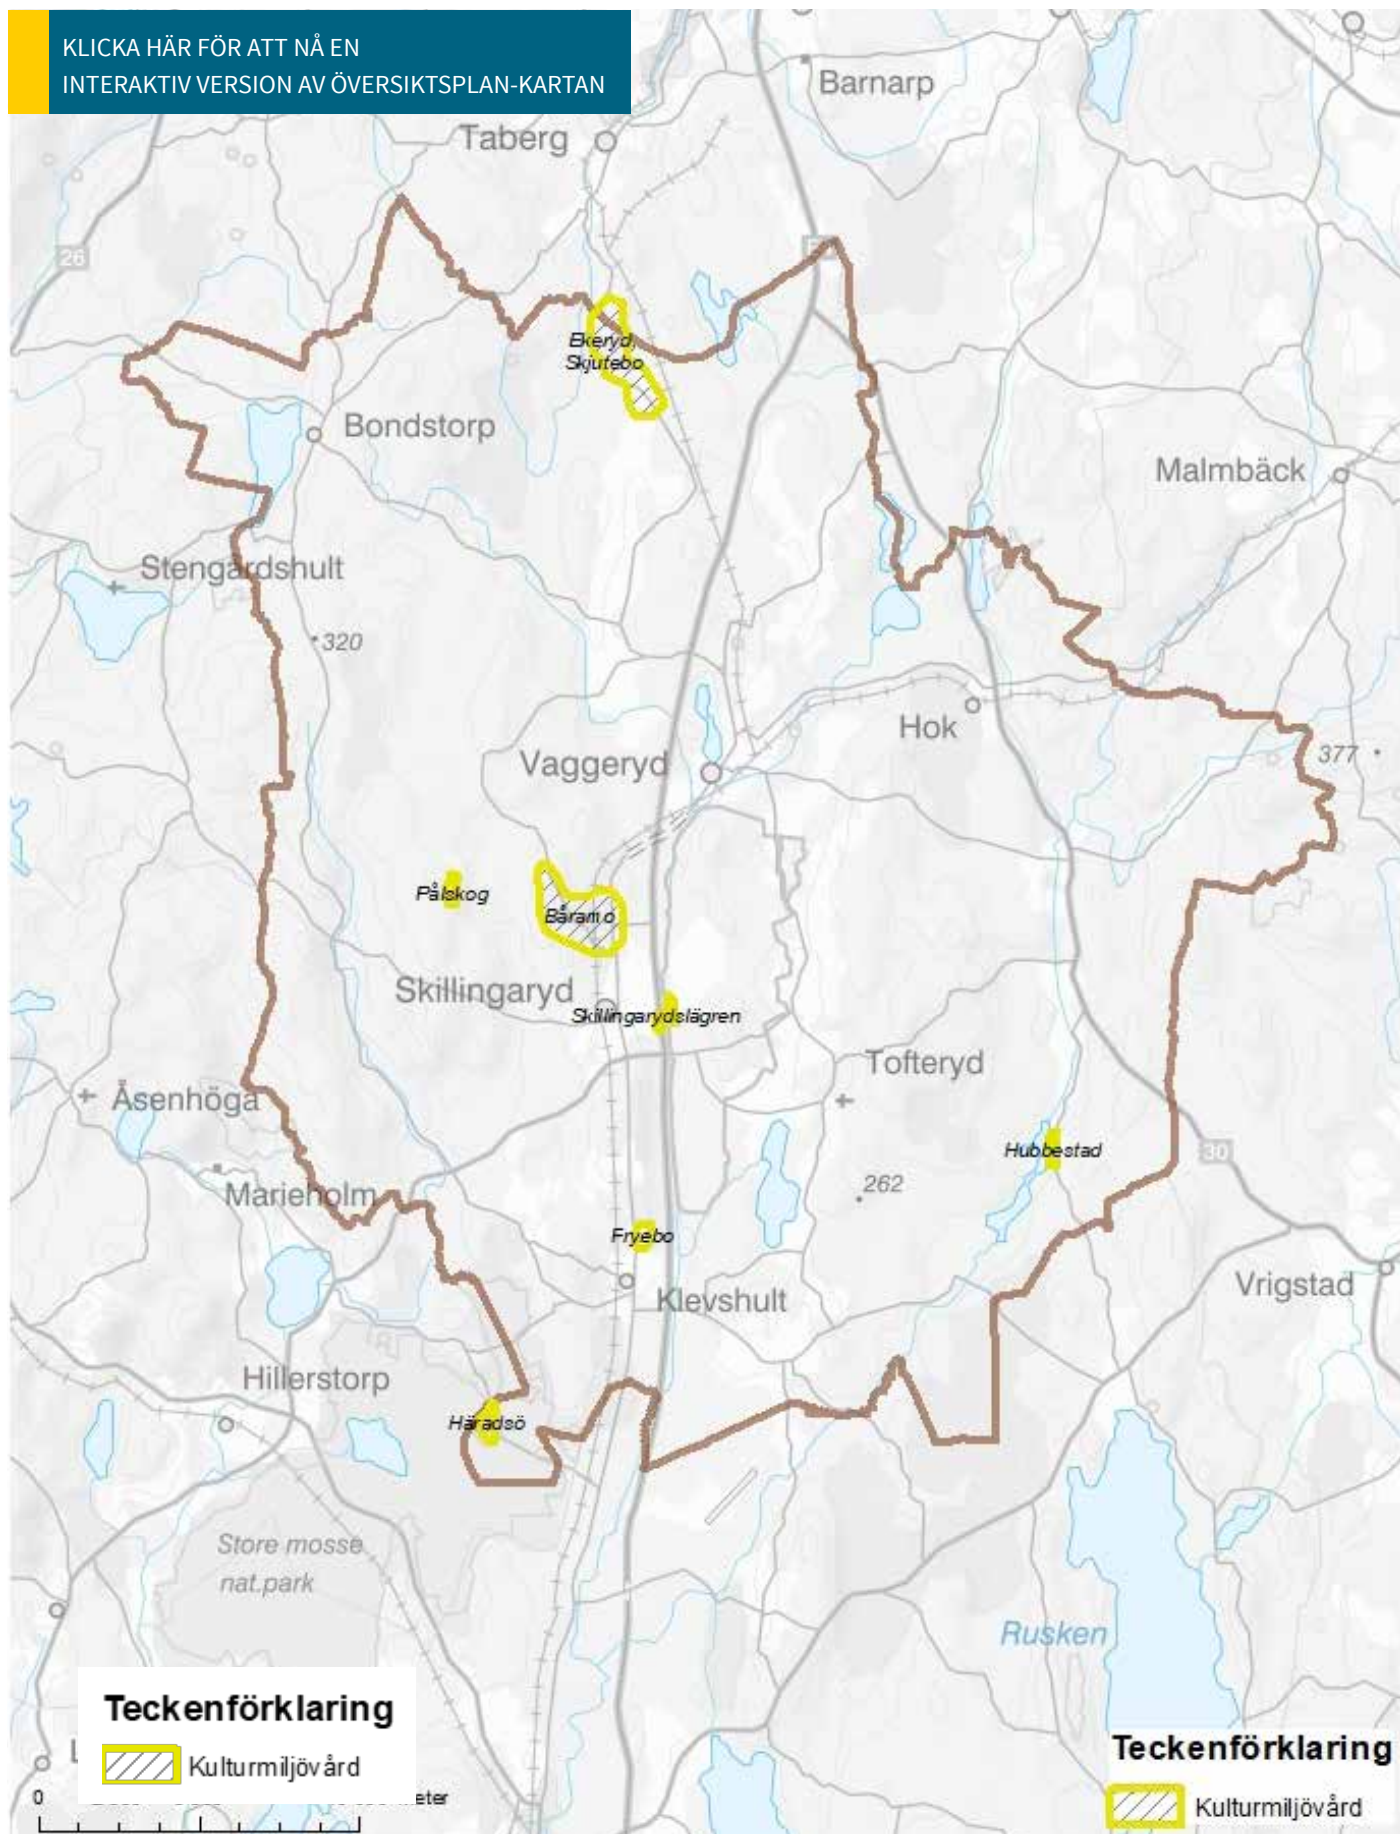 KLICKA HÄR FÖR ATT NÅ EN
INTERAKTIV VERSION AV ÖVERSIKTSPLAN-KARTAN
Barnarp
Taberg
26
Ekeryd,
Skjutebo
Bondstorp
Malmbäck
Stengårdshult
320
Hok
377
Vaggeryd
Pålskog
Båramo
Skillingaryd
Skillingarydslägren
Tofteryd
Åsenhöga
Hubbestad
30
Marieholm
262
Fryebo
Vrigstad
Klevshult
Hillerstorp
Häradsö
Store mosse
nat.park
Rusken
Teckenförklaring
Kulturmiljövård
Teckenförklaring
Kulturmiljövård
0
eter